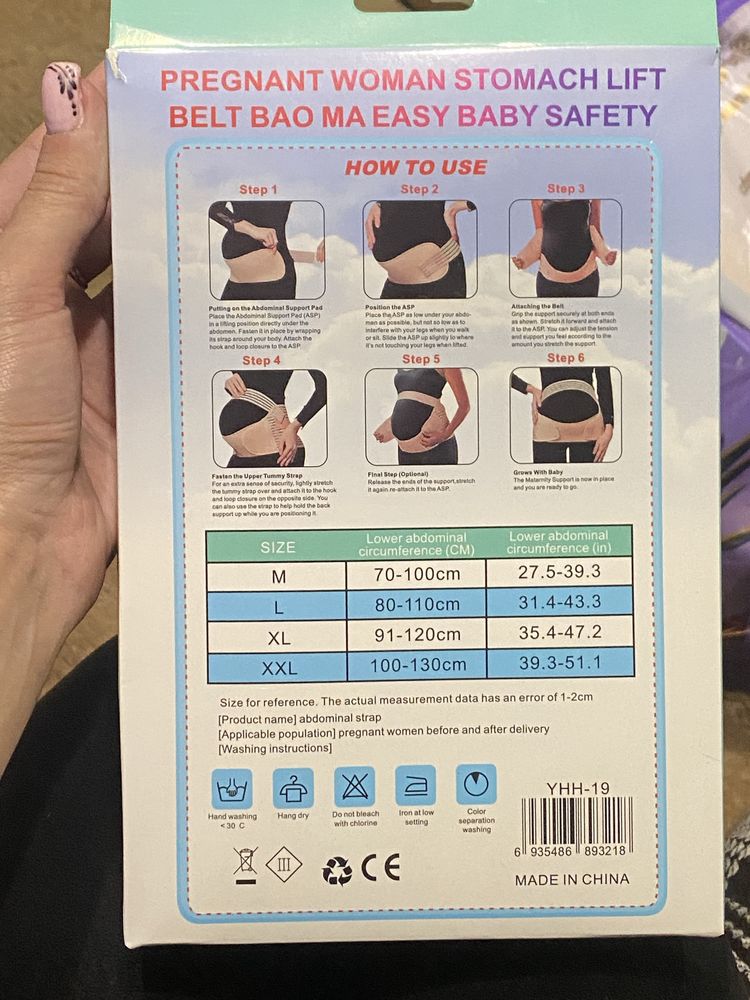 PREGNANT WOMAN STOMACH LIFT
BELT BAO MA EASY BABY SAFETY
HOW TO USE
Step 1
Step 2
Step 3
Putting on the Abdominal Support Pad
Place the Abdominal Support Pad (ASP)
in a lifting position directly under the
abdomen. Fasten it in place by wrapping
its strap around your body. Attach the
hook and loop closure to the ASP
Position the ASP
Place the ASP as low under your abdo-
men as possible, but not so low as to
interfere with your legs when you walk
or sit. Slide the ASP up slightly to where
it's not touching your legs when lifted.
Attaching the Belt
Grip the support securely at both ends
as shown. Stretch it forward and attach
it to the ASP. You can adjust the tension
and support you feel according to the
amount you stretch the support.
Step 4
Step 5
Step 6
Fasten the Upper Tummy Strap
For an extra sense of security, lightly stretch
the tummy strap over and attach it to the hook
and loop closure on the opposite side. You
can also use the strap to help hold the back
support up while you are positioning it.
Final Step (Optional)
Release the ends of the support,stretch
it again re-attach it to the ASP.
Grows With Baby
The Maternity Support is now in place
and you are ready to go.
SIZE
Lower abdominal
circumference (CM)
Lower abdominal
circumference (in)
M 70-100cm 27.5-39.3
L 80-110cm 31.4-43.3
XL 91-120cm 35.4-47.2
XXL 100-130cm 39.3-51.1
Size for reference. The actual measurement data has an error of 1-2cm
[Product name] abdominal strap
[Applicable population] pregnant women before and after delivery
[Washing instructions]
Hand washing
<30 C
Hang dry
Do not bleach
with chlorine
Iron at low
setting
Color
separation
washing
YHH-19
6 935486 893218
III
CE
MADE IN CHINA